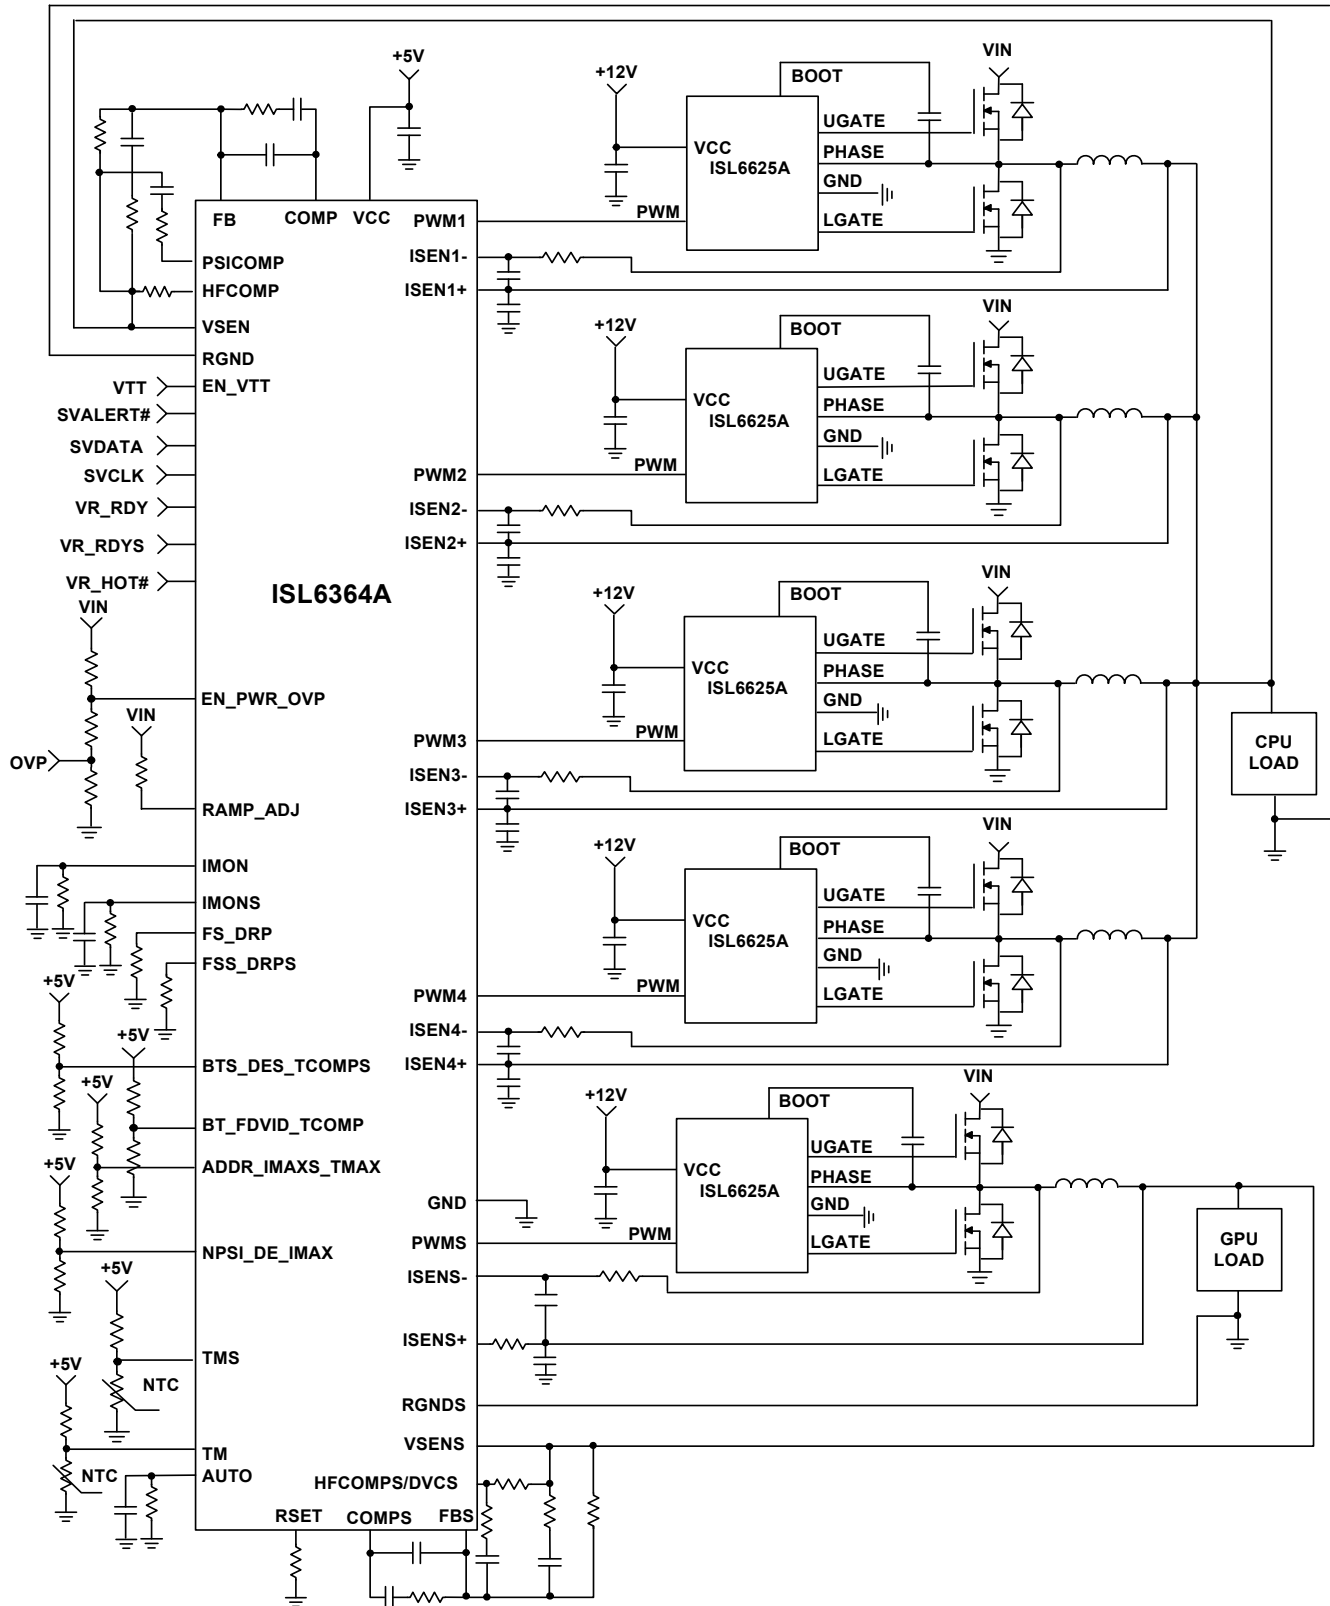 +5V
FB
COMP
VCC
PSICOMP
HFCOMP
VSEN
RGND
VTT
EN_VTT
SVALERT#
SVDATA
SVCLK
VR_RDY
VR_RDYS
VR_HOT#
ISL6364A
VIN
EN_PWR_OVP
VIN
OVP
RAMP_ADJ
IMON
IMONS
FS_DRP
FSS_DRPS
+5V
BTS_DES_TCOMPS
+5V
BT_FDVID_TCOMP
+5V
ADDR_IMAXS_TMAX
+5V
NPSI_DE_IMAX
+5V
TMS
NTC
+5V
TM
NTC
AUTO
RSET
COMPS
FBS
PWM1
ISEN1-
ISEN1+
PWM2
ISEN2-
ISEN2+
PWM3
ISEN3-
ISEN3+
PWM4
ISEN4-
ISEN4+
GND
PWMS
ISENS-
ISENS+
RGNDS
VSENS
HFCOMPS/DVCS
+12V
BOOT
VIN
VCC
ISL6625A
UGATE
PHASE
GND
LGATE
PWM
+12V
BOOT
VIN
VCC
ISL6625A
UGATE
PHASE
GND
LGATE
PWM
+12V
BOOT
VIN
VCC
ISL6625A
UGATE
PHASE
GND
LGATE
PWM
CPU
LOAD
+12V
BOOT
VIN
VCC
ISL6625A
UGATE
PHASE
GND
LGATE
PWM
+12V
BOOT
VIN
VCC
ISL6625A
UGATE
PHASE
GND
LGATE
PWM
GPU
LOAD